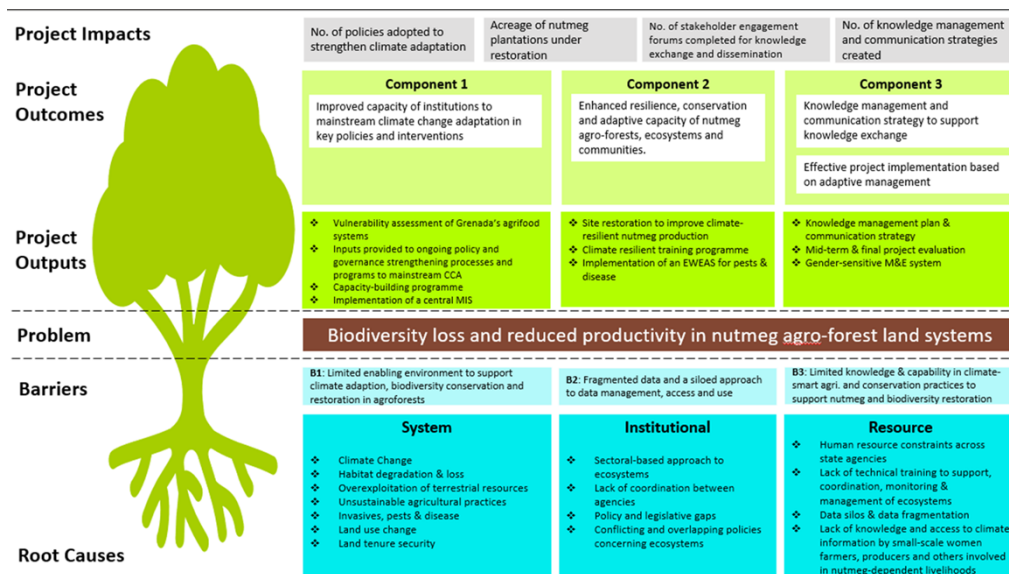 Project Impacts
No. of policies adopted to
strengthen climate adaptation
Acreage of nutmeg
plantations under
restoration
No. of stakeholder engagement
forums completed for knowledge
exchange and dissemination
No. of knowledge management
and communication strategies
created
Project
Outcomes
Component 1
Improved capacity of institutions to
mainstream climate change adaptation in
key policies and interventions
Component 2
Enhanced resilience, conservation
and adaptive capacity of nutmeg
agro-forests, ecosystems and
communities.
Component 3
Knowledge management and
communication strategy to support
knowledge exchange
Effective project implementation based
on adaptive management
Project
Outputs
❖ Vulnerability assessment of Grenada's agrifood
systems
❖ Inputs provided to ongoing policy and
governance strengthening processes and
programs to mainstream CCA
❖ Capacity-building programme
❖ Implementation of a central MIS
❖ Site restoration to improve climate-
resilient nutmeg production
❖ Climate resilient training programme
❖ Implementation of an EWEAS for pests &
disease
❖ Knowledge management plan &
communication strategy
❖ Mid-term & final project evaluation
❖ Gender-sensitive M&E system
Problem
Biodiversity loss and reduced productivity in nutmeg agro-forest land systems
Barriers
B1: Limited enabling environment to support
climate adaption, biodiversity conservation and
restoration in agroforests
B2: Fragmented data and a siloed approach
to data management, access and use
B3: Limited knowledge & capability in climate-
smart agri. and conservation practices to
support nutmeg and biodiversity restoration
Root Causes
System
❖ Climate Change
❖ Habitat degradation & loss
❖ Overexploitation of terrestrial resources
❖ Unsustainable agricultural practices
❖ Invasives, pests & disease
❖ Land use change
❖ Land tenure security
Institutional
❖ Sectoral-based approach to
ecosystems
❖ Lack of coordination between
agencies
❖ Policy and legislative gaps
❖ Conflicting and overlapping policies
concerning ecosystems
Resource
❖ Human resource constraints across
state agencies
❖ Lack of technical training to support,
coordination, monitoring &
management of ecosystems
❖ Data silos & data fragmentation
❖ Lack of knowledge and access to climate
information by small-scale women
farmers, producers and others involved
in nutmeg-dependent livelihoods